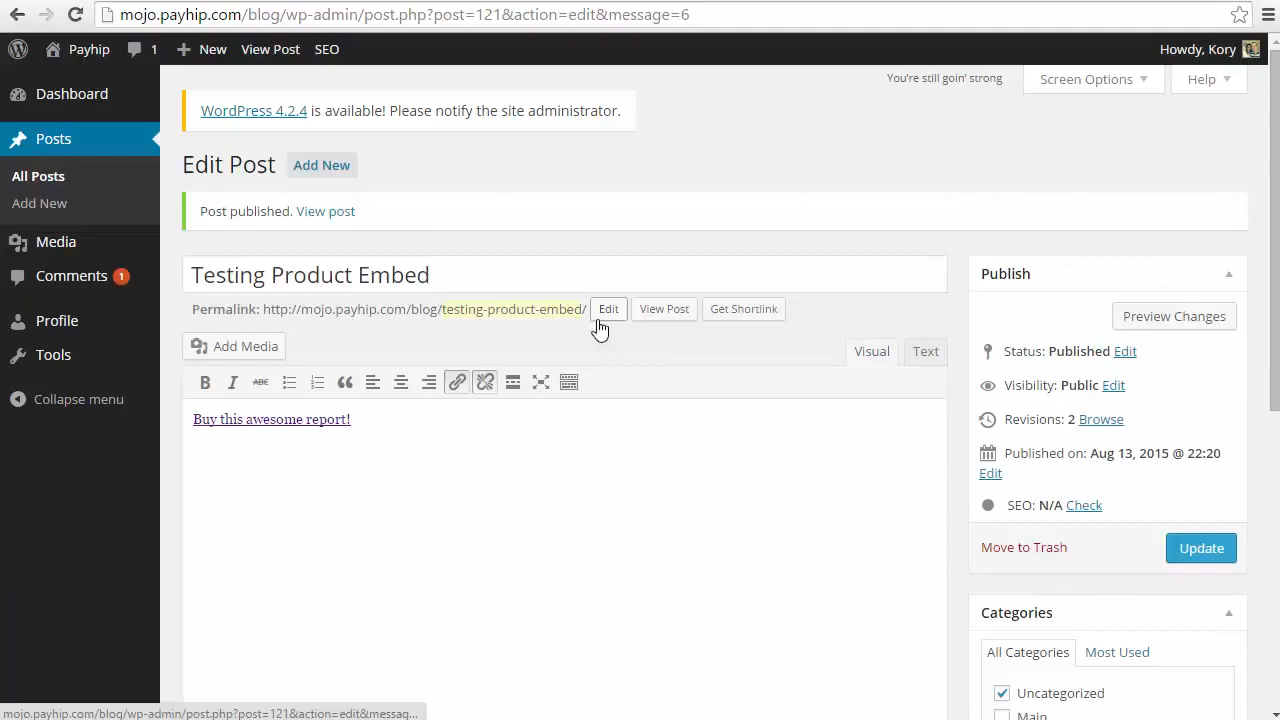 mojo.payhip.com/blog/wp-admin/post.php?post=121&action=edit&message=6
Payhip 1 New View Post SEO Howdy, Kory
You're still goin' strong Screen Options Help
Dashboard
WordPress 4.2.4 is available! Please notify the site administrator.
Posts
Edit Post Add New
All Posts
Add New
Post published. View post
Media
Comments 1
Testing Product Embed
Publish
Permalink: http://mojo.payhip.com/blog/testing-product-embed/ Edit View Post Get Shortlink
Preview Changes
Profile
Add Media
Visual Text
Status: Published Edit
Tools
B I ABC
Visibility: Public Edit
Collapse menu
Buy this awesome report!
Revisions: 2 Browse
Published on: Aug 13, 2015 @ 22:20
Edit
SEO: N/A Check
Move to Trash Update
Categories
All Categories Most Used
Uncategorized
Main
mojo.payhip.com/blog/wp-admin/post.php?post=121&action=edit&messag...